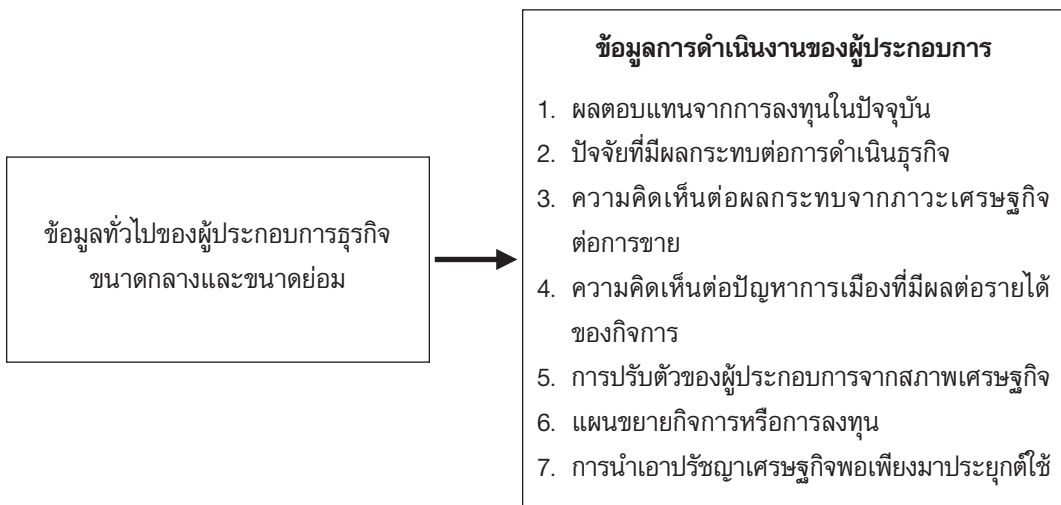 ข้อมูลทั่วไปของผู้ประกอบการธุรกิจ
ขนาดกลางและขนาดย่อม
ข้อมูลการดำเนินงานของผู้ประกอบการ
1. ผลตอบแทนจากการลงทุนในปัจจุบัน
2. ปัจจัยที่มีผลกระทบต่อการดำเนินธุรกิจ
3. ความคิดเห็นต่อผลกระทบจากภาวะเศรษฐกิจ
ต่อการขาย
4. ความคิดเห็นต่อปัญหาการเมืองที่มีผลต่อรายได้
ของกิจการ
5. การปรับตัวของผู้ประกอบการจากสภาพเศรษฐกิจ
6. แผนขยายกิจการหรือการลงทุน
7. การนำเอาปรัชญาเศรษฐกิจพอเพียงมาประยุกต์ใช้